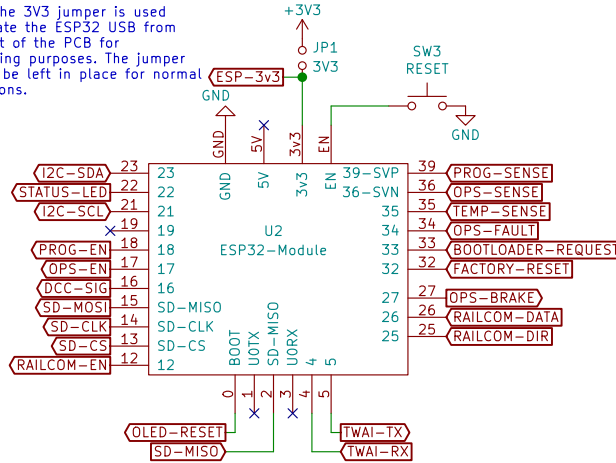 he 3V3 jumper is used
ate the ESP32 USB from
t of the PCB for
ing purposes. The jumper
be left in place for normal
ons.
+3V3
JP1
3V3
ESP-3v3
SW3
RESET
GND
GND
GND
5V
3v3
EN
GND
5V
3v3
EN
U2
ESP32-Module
I2C-SDA 23 23
STATUS-LED 22 22
I2C-SCL 21 21
19 19
PROG-EN 18 18
OPS-EN 17 17
DCC-SIG 16 16
SD-MOSI 15 SD-MISO
SD-CLK 14 SD-CLK
SD-CS 13 SD-CS
RAILCOM-EN 12 12
39-SVP 39 PROG-SENSE
36-SVN 36 OPS-SENSE
35 35 TEMP-SENSE
34 34 OPS-FAULT
33 33 BOOTLOADER-REQUEST
32 32 FACTORY-RESET
27 27 OPS-BRAKE
26 26 RAILCOM-DATA
25 25 RAILCOM-DIR
BOOT
U0TX
SD-MISO
U0RX
4
5
0
1
2
3
4
5
OLED-RESET
SD-MISO
TWAI-TX
TWAI-RX